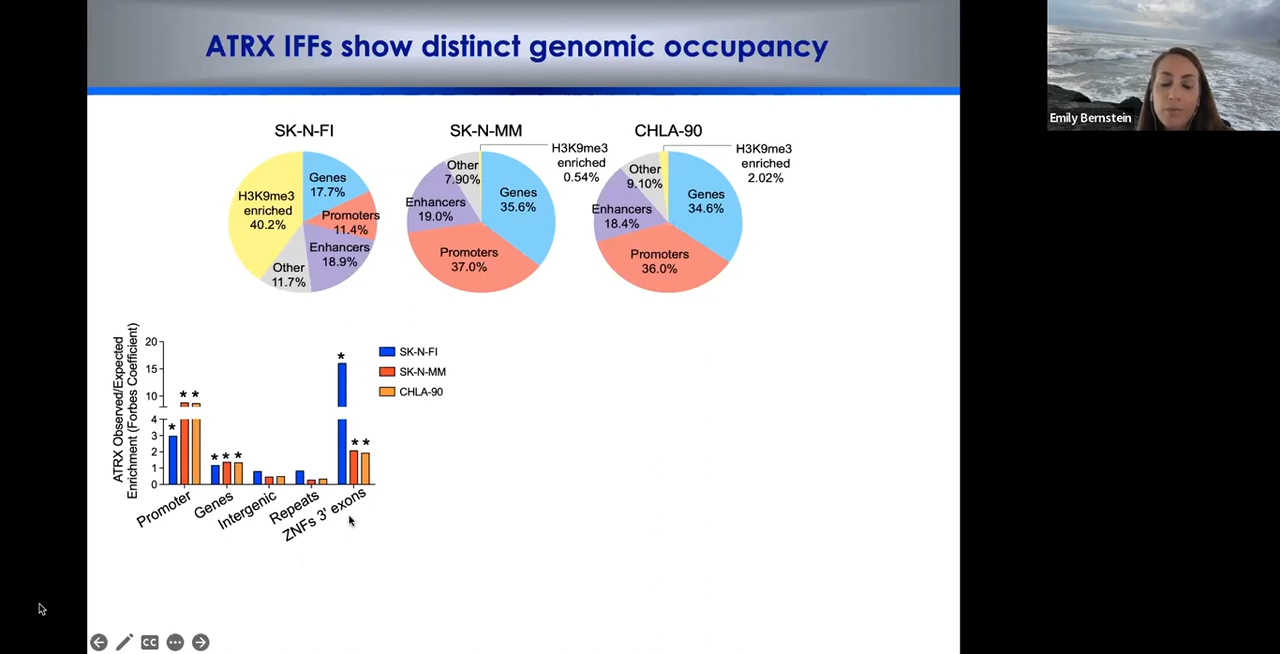 ATRX IFFs show distinct genomic occupancy
Emily Bernstein
SK-N-FI
SK-N-MM
CHLA-90
H3K9me3
enriched
40.2%
Genes
17.7%
Promoters
11.4%
Enhancers
18.9%
Other
11.7%
H3K9me3
enriched
0.54%
Other
7.90%
Genes
35.6%
Enhancers
19.0%
Promoters
37.0%
H3K9me3
enriched
2.02%
Other
9.10%
Genes
34.6%
Enhancers
18.4%
Promoters
36.0%
ATRX Observed/Expected
Enrichment (Forbes Coefficient)
20
15
10
4
3
2
1
0
*
* *
* * *
*
* *
Promoter
Genes
Intergenic
Repeats
ZNFs 3' exons
SK-N-FI
SK-N-MM
CHLA-90
CC